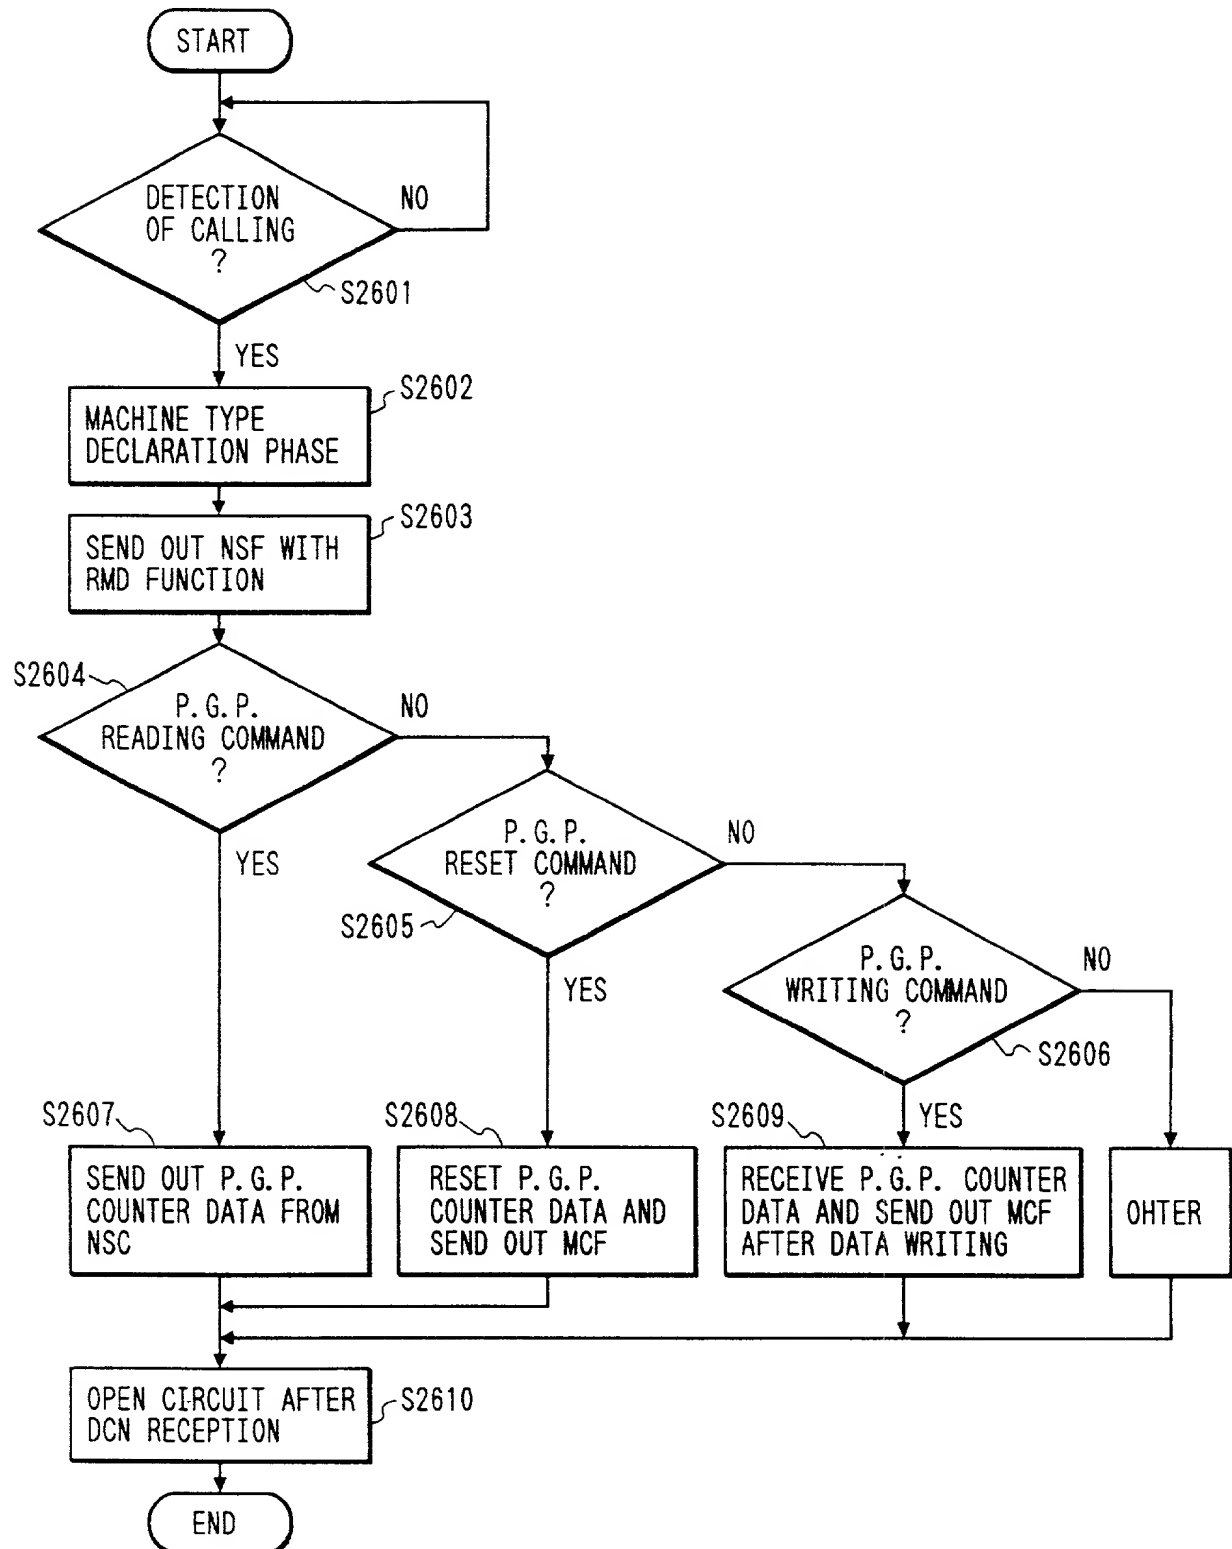 START
DETECTION
OF CALLING
?
NO
S2601
YES
S2602
MACHINE TYPE
DECLARATION PHASE
S2603
SEND OUT NSF WITH
RMD FUNCTION
S2604
P.G.P.
READING COMMAND
?
NO
YES
P.G.P.
RESET COMMAND
?
NO
S2605
YES
P.G.P.
WRITING COMMAND
?
NO
S2606
YES
S2607
SEND OUT P.G.P.
COUNTER DATA FROM
NSC
S2608
RESET P.G.P.
COUNTER DATA AND
SEND OUT MCF
S2609
RECEIVE P.G.P. COUNTER
DATA AND SEND OUT MCF
AFTER DATA WRITING
OHTER
OPEN CIRCUIT AFTER
DCN RECEPTION
S2610
END